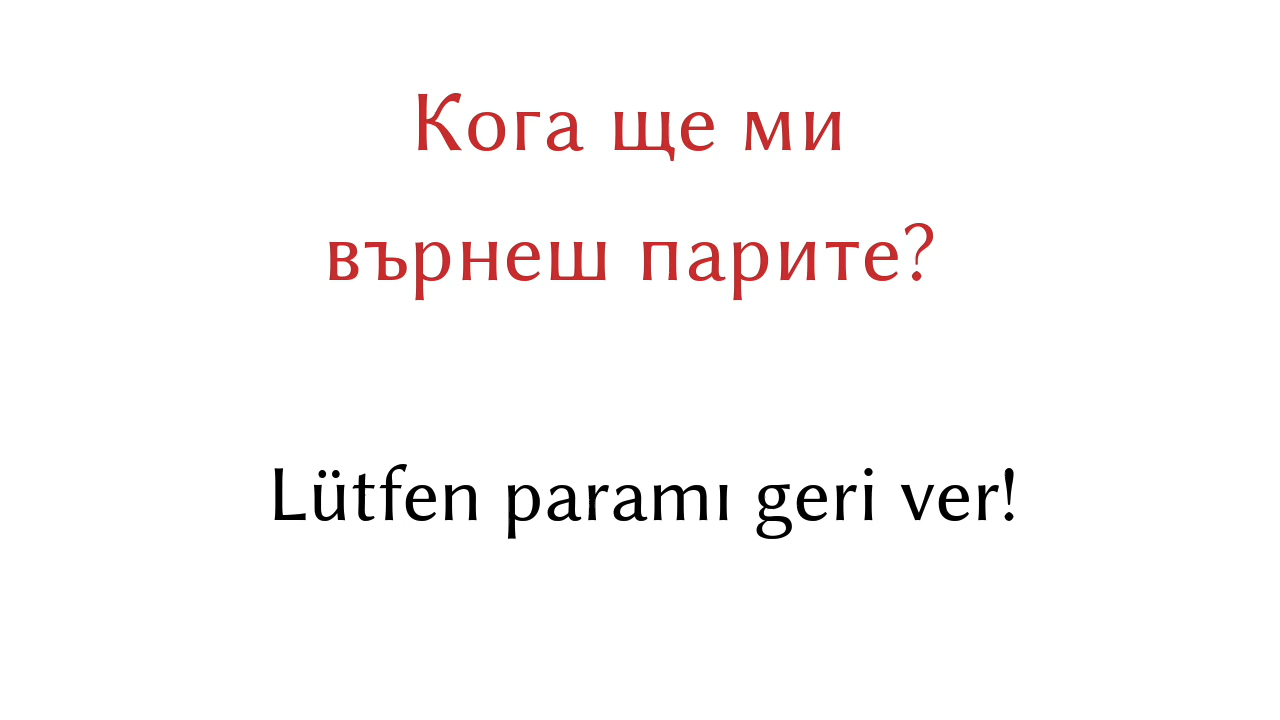 Кога ще ми
върнеш парите?
Lütfen paramı geri ver!